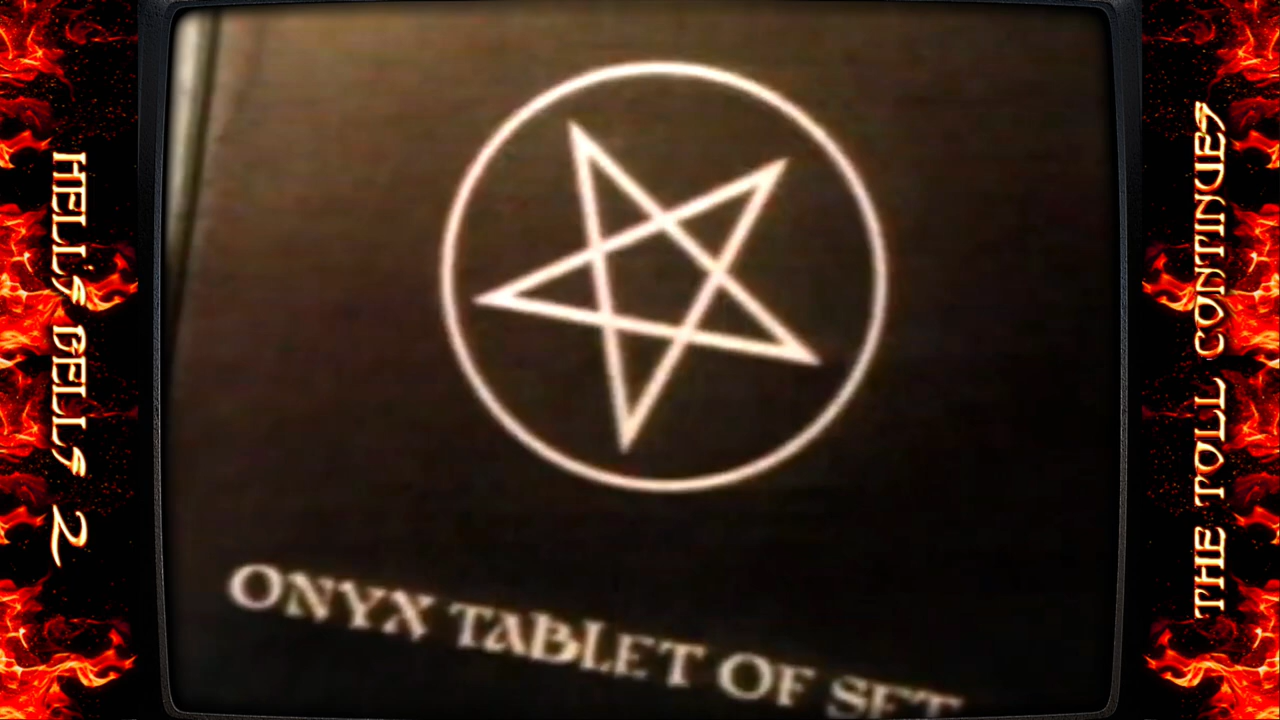 HELL'S BELLS 2
ONYX TABLET OF SET
THE TOLL CONTINUES